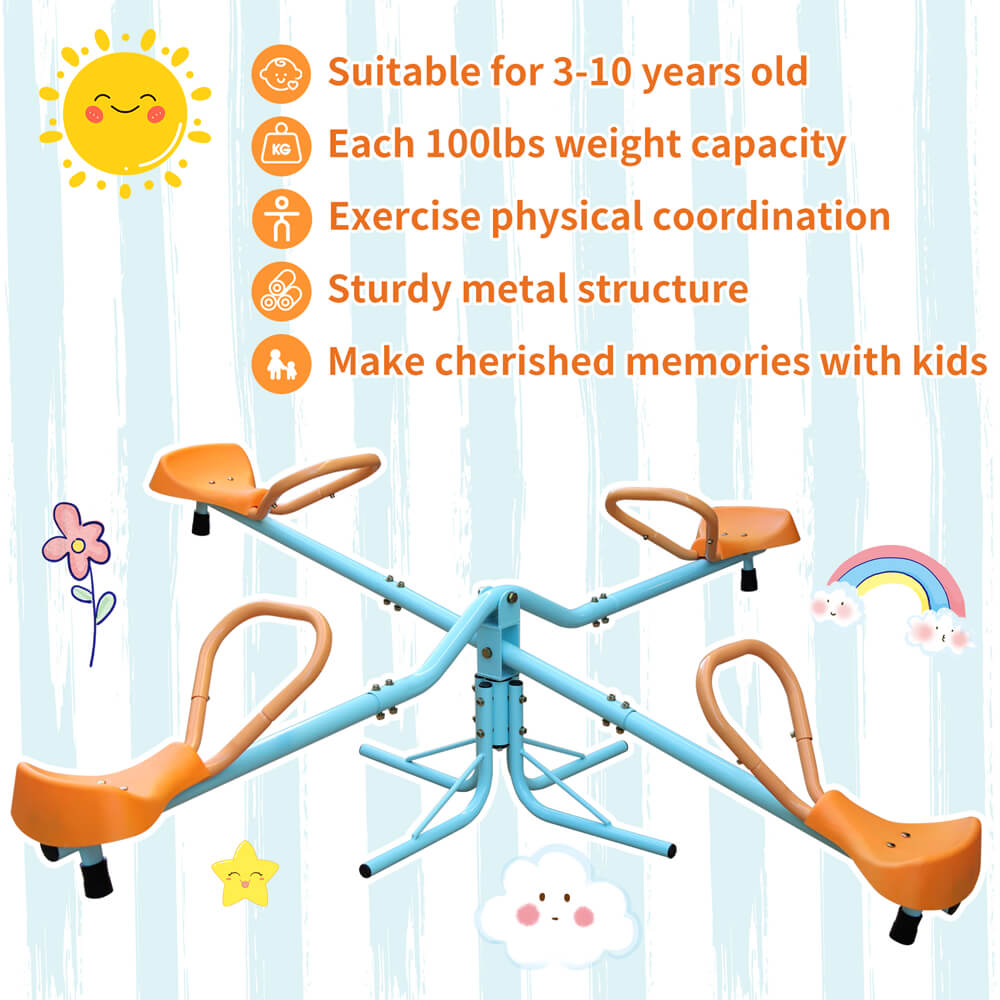 Suitable for 3-10 years old
KG
Each 100lbs weight capacity
Exercise physical coordination
Sturdy metal structure
Make cherished memories with kids